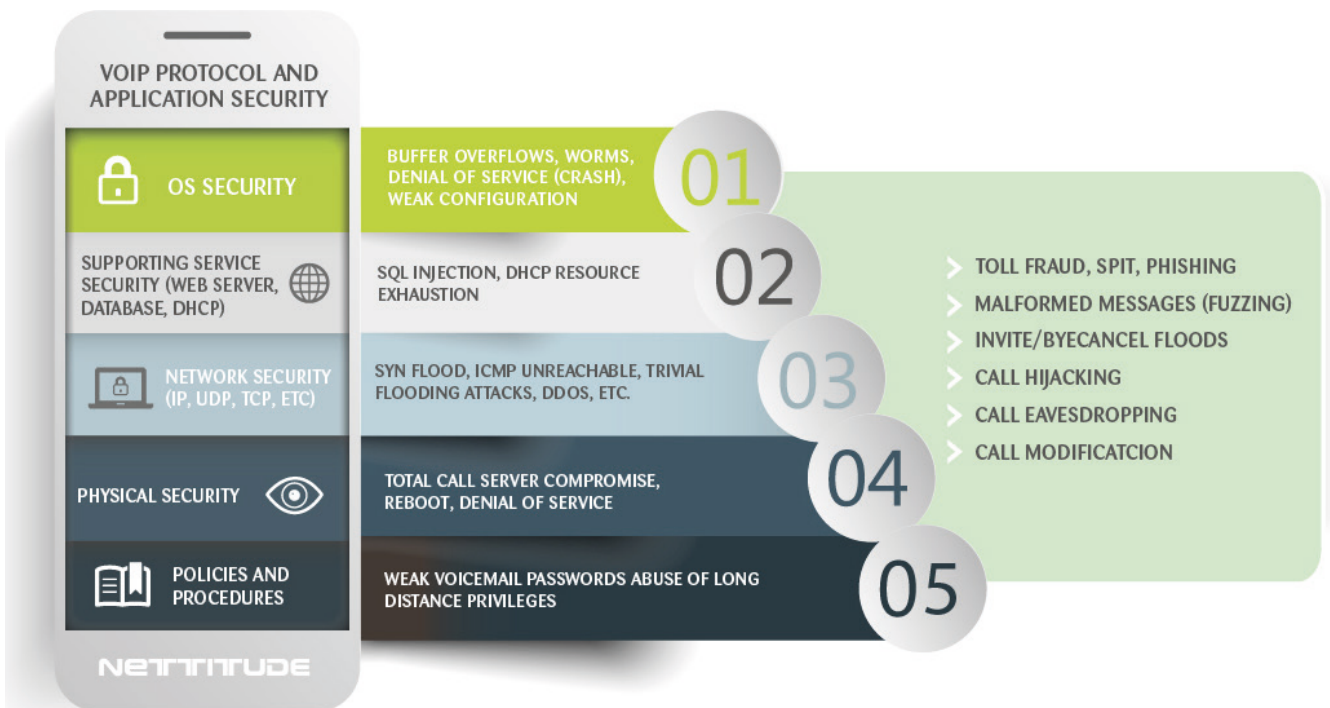 VOIP PROTOCOL AND
APPLICATION SECURITY
OS SECURITY
BUFFER OVERFLOWS, WORMS,
DENIAL OF SERVICE (CRASH),
WEAK CONFIGURATION
01
SUPPORTING SERVICE
SECURITY (WEB SERVER,
DATABASE, DHCP)
SQL INJECTION, DHCP RESOURCE
EXHAUSTION
02
NETWORK SECURITY
(IP, UDP, TCP, ETC)
SYN FLOOD, ICMP UNREACHABLE, TRIVIAL
FLOODING ATTACKS, DDOS, ETC.
03
PHYSICAL SECURITY
TOTAL CALL SERVER COMPROMISE,
REBOOT, DENIAL OF SERVICE
04
POLICIES AND
PROCEDURES
WEAK VOICEMAIL PASSWORDS ABUSE OF LONG
DISTANCE PRIVILEGES
05
TOLL FRAUD, SPIT, PHISHING
MALFORMED MESSAGES (FUZZING)
INVITE/BYECANCEL FLOODS
CALL HIJACKING
CALL EAVESDROPPING
CALL MODIFICATCION
NETTITUDE